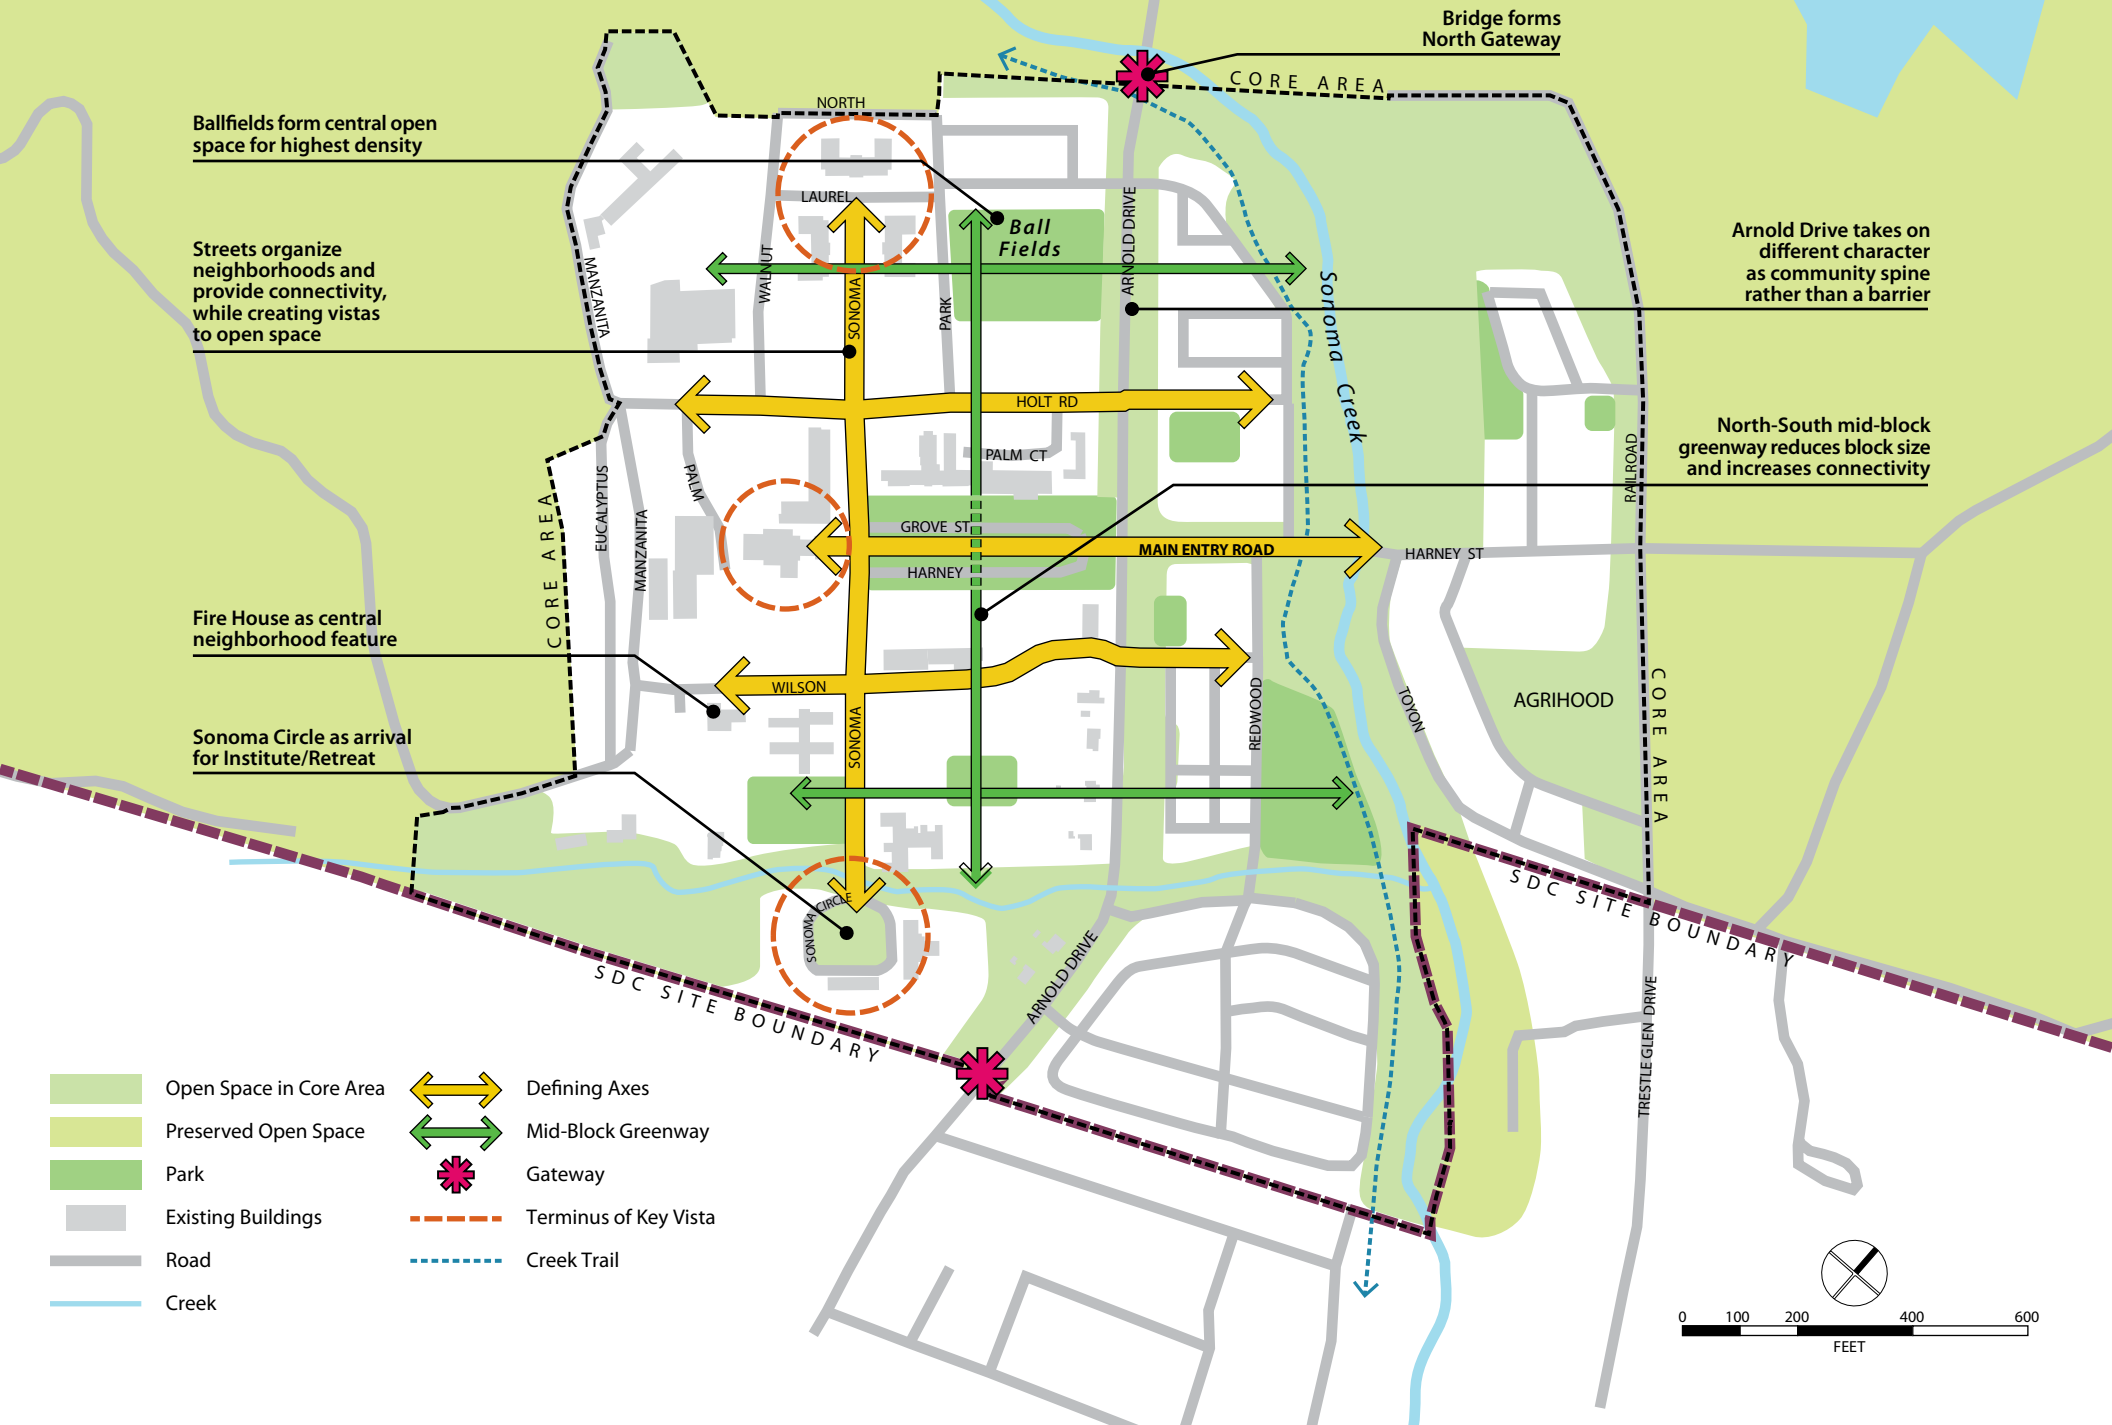 Bridge forms
North Gateway
CORE AREA
NORTH
Ballfields form central open
space for highest density
LAUREL
Ball
Fields
ARNOLD DRIVE
Arnold Drive takes on
different character
as community spine
rather than a barrier
Streets organize
neighborhoods and
provide connectivity,
while creating vistas
to open space
MANZANITA
WALNUT
SONOMA
PARK
Sonoma Creek
HOLT RD
North-South mid-block
greenway reduces block size
and increases connectivity
PALM CT
PALM
RAILROAD
EUCALYPTUS
MANZANITA
CORE AREA
GROVE ST
MAIN ENTRY ROAD
HARNEY ST
HARNEY
Fire House as central
neighborhood feature
WILSON
SONOMA
REDWOOD
TOYON
AGRIHOOD
CORE AREA
Sonoma Circle as arrival
for Institute/Retreat
SONOMA CIRCLE
ARNOLD DRIVE
SDC SITE BOUNDARY
SDC SITE BOUNDARY
TRESTLE GLEN DRIVE
Open Space in Core Area
Preserved Open Space
Park
Existing Buildings
Road
Creek
Defining Axes
Mid-Block Greenway
Gateway
Terminus of Key Vista
Creek Trail
0 100 200 400 600
FEET